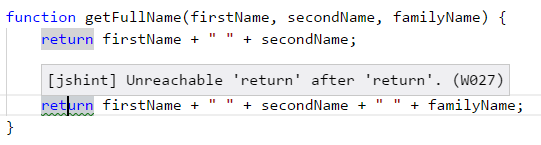 function getFullName(firstName, secondName, familyName) {
return firstName + " " + secondName;
[jshint] Unreachable 'return' after 'return'. (W027)
return firstName + " " + secondName + " " + familyName;
}